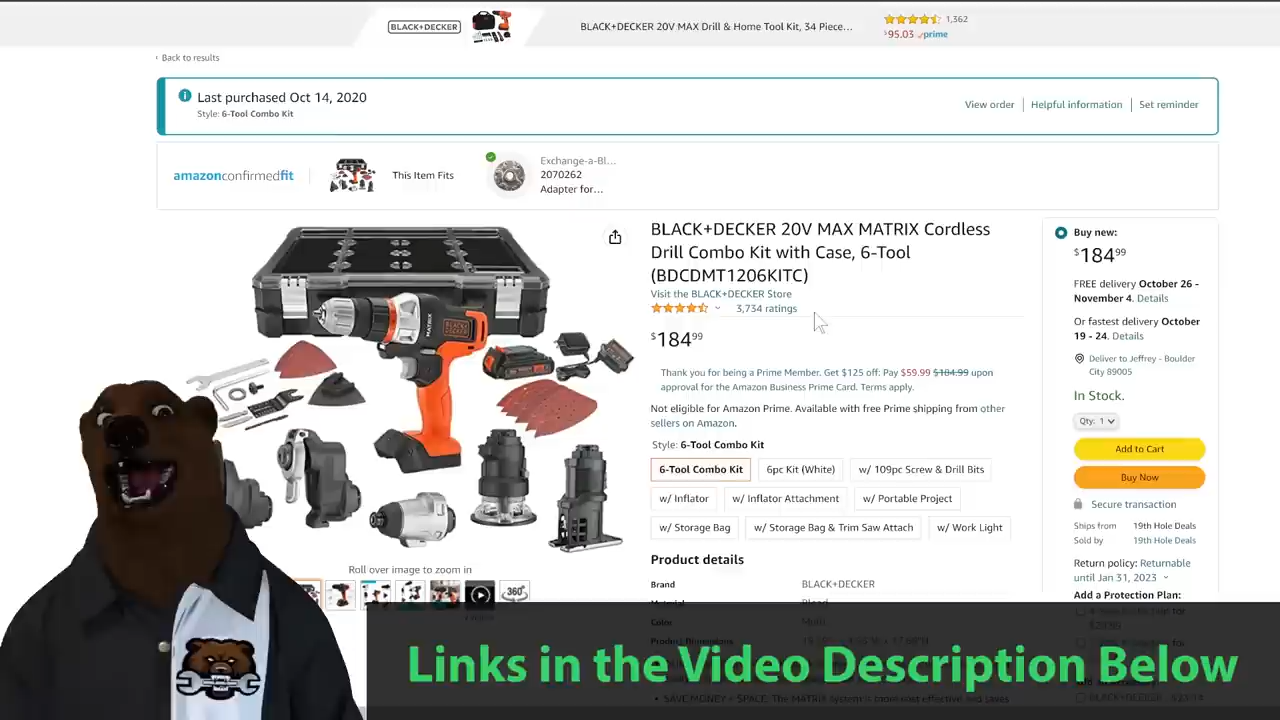 BLACK+DECKER
BLACK+DECKER 20V MAX Drill & Home Tool Kit, 34 Piece...
1,362
$95.03 prime
‹ Back to results
Last purchased Oct 14, 2020
Style: 6-Tool Combo Kit
View order
Helpful information
Set reminder
amazonconfirmedfit
This Item Fits
Exchange-a-Bl...
2070262
Adapter for...
BLACK+DECKER 20V MAX MATRIX Cordless
Drill Combo Kit with Case, 6-Tool
(BDCDMT1206KITC)
Visit the BLACK+DECKER Store
3,734 ratings
$184 99
Thank you for being a Prime Member. Get $125 off: Pay $59.99 $184.99 upon
approval for the Amazon Business Prime Card. Terms apply.
Not eligible for Amazon Prime. Available with free Prime shipping from other
sellers on Amazon.
Style: 6-Tool Combo Kit
6-Tool Combo Kit
6pc Kit (White)
w/ 109pc Screw & Drill Bits
w/ Inflator
w/ Inflator Attachment
w/ Portable Project
w/ Storage Bag
w/ Storage Bag & Trim Saw Attach
w/ Work Light
Product details
Brand
BLACK+DECKER
MATRIX
BLACK+DECKER
Roll over image to zoom in
360°
Buy new:
$184 99
FREE delivery October 26 -
November 4. Details
Or fastest delivery October
19 - 24. Details
Deliver to Jeffrey - Boulder
City 89005
In Stock.
Qty: 1
Add to Cart
Buy Now
Secure transaction
Ships from
19th Hole Deals
Sold by
19th Hole Deals
Return policy: Returnable
until Jan 31, 2023
Add a Protection Plan:
Links in the Video Description Below